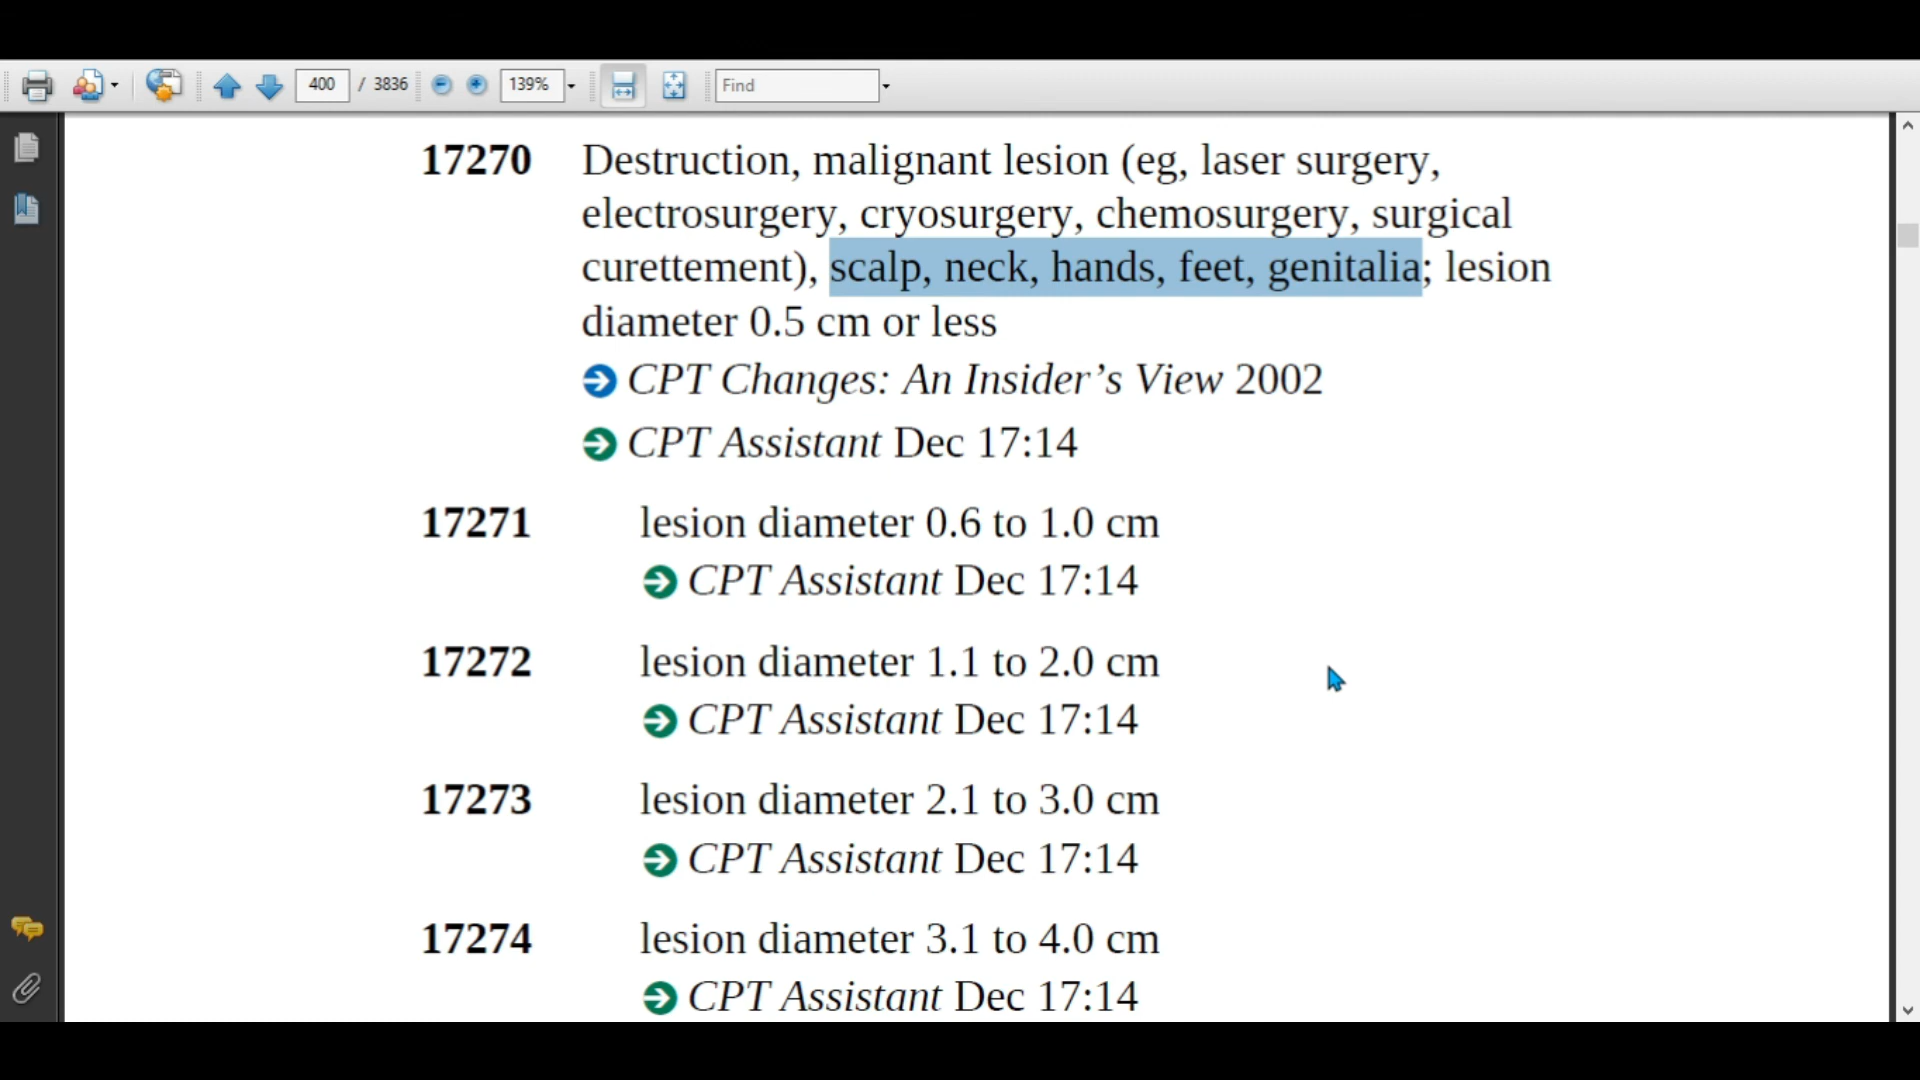 400 / 3836 139% Find
17270 Destruction, malignant lesion (eg, laser surgery,
electrosurgery, cryosurgery, chemosurgery, surgical
curettement), scalp, neck, hands, feet, genitalia; lesion
diameter 0.5 cm or less
CPT Changes: An Insider’s View 2002
CPT Assistant Dec 17:14
17271 lesion diameter 0.6 to 1.0 cm
CPT Assistant Dec 17:14
17272 lesion diameter 1.1 to 2.0 cm
CPT Assistant Dec 17:14
17273 lesion diameter 2.1 to 3.0 cm
CPT Assistant Dec 17:14
17274 lesion diameter 3.1 to 4.0 cm
CPT Assistant Dec 17:14